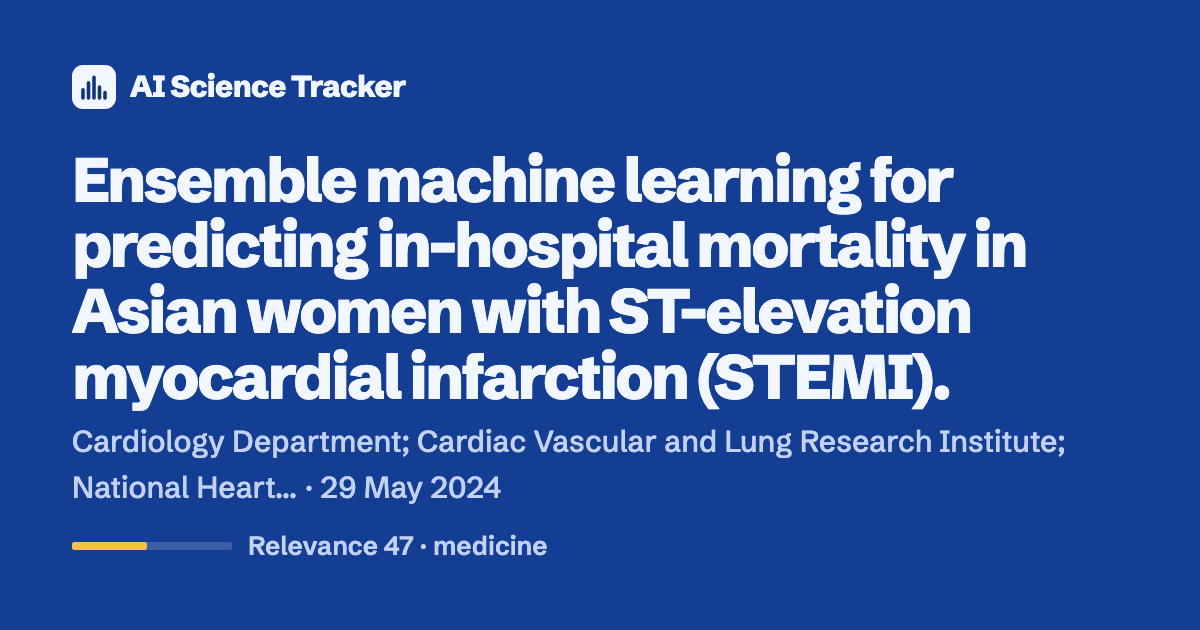 AI Science Tracker
Ensemble machine learning for
predicting in-hospital mortality in
Asian women with ST-elevation
myocardial infarction (STEMI).
Cardiology Department; Cardiac Vascular and Lung Research Institute;
National Heart... · 29 May 2024
Relevance 47 · medicine